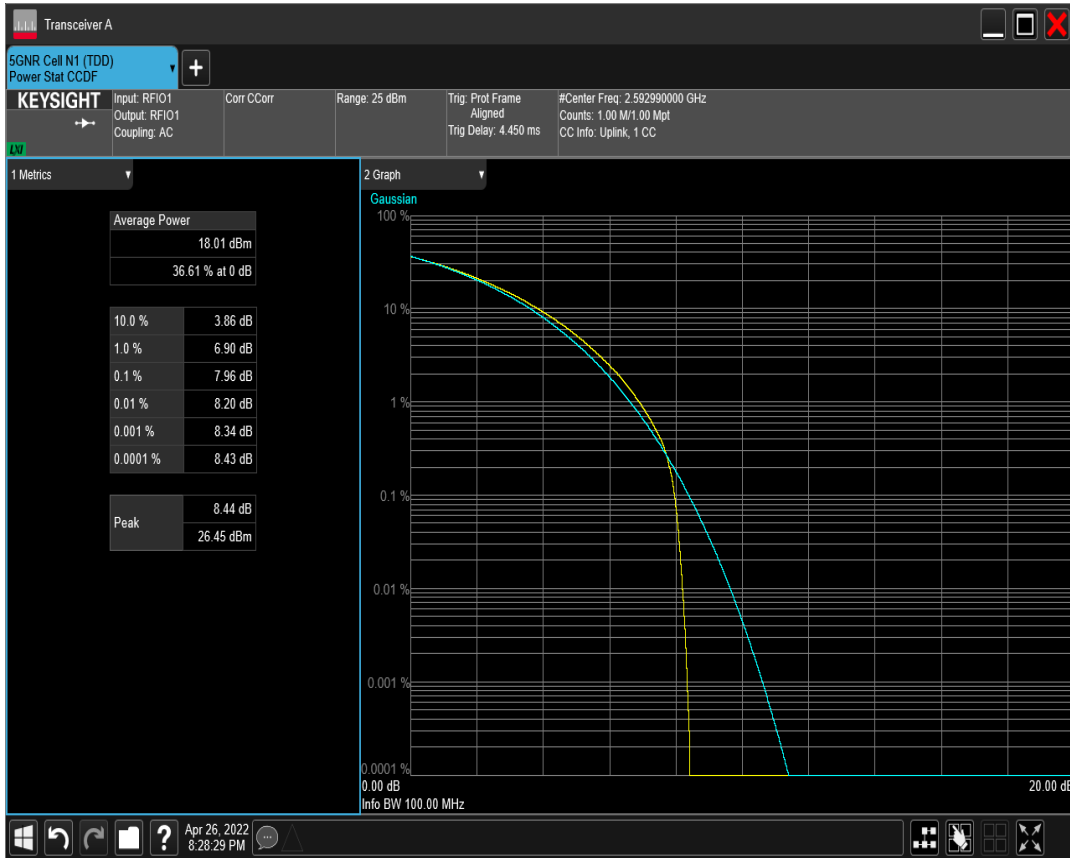 Transceiver A
5GNR Cell N1 (TDD)
Power Stat CCDF
KEYSIGHT
LXI
Input: RFIO1
Output: RFIO1
Coupling: AC
Corr CCorr
Range: 25 dBm
Trig: Prot Frame
Aligned
Trig Delay: 4.450 ms
#Center Freq: 2.592990000 GHz
Counts: 1.00 M/1.00 Mpt
CC Info: Uplink, 1 CC
1 Metrics
Average Power
18.01 dBm
36.61 % at 0 dB
10.0 % 3.86 dB
1.0 % 6.90 dB
0.1 % 7.96 dB
0.01 % 8.20 dB
0.001 % 8.34 dB
0.0001 % 8.43 dB
Peak
8.44 dB
26.45 dBm
2 Graph
Gaussian
100 %
10 %
1 %
0.1 %
0.01 %
0.001 %
0.0001 %
0.00 dB 20.00 dB
Info BW 100.00 MHz
? Apr 26, 2022
8:28:29 PM